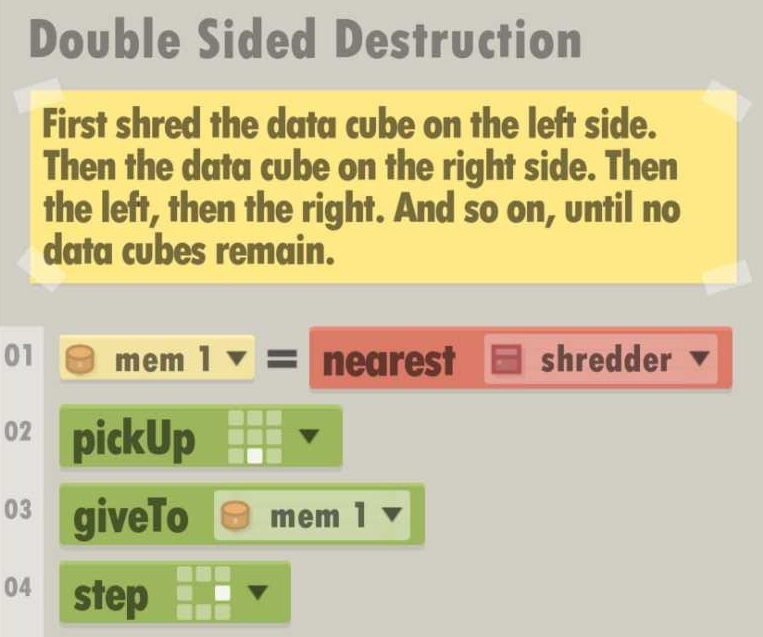 Double Sided Destruction
First shred the data cube on the left side.
Then the data cube on the right side. Then
the left, then the right. And so on, until no
data cubes remain.
01 mem 1 = nearest shredder
02 pickUp
03 giveTo mem 1
04 step